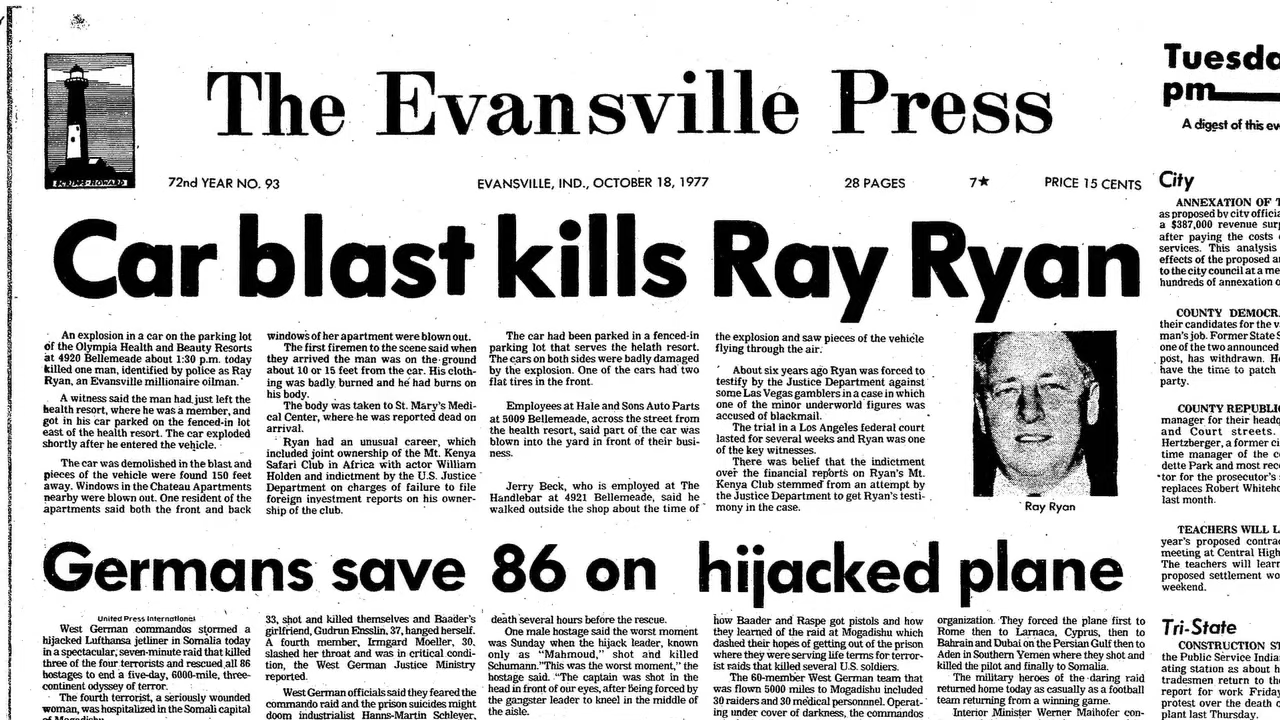 SCRIPPS-HOWARD
The Evansville Press
72nd YEAR NO. 93
EVANSVILLE, IND., OCTOBER 18, 1977
28 PAGES
7★
PRICE 15 CENTS
Car blast kills Ray Ryan
An explosion in a car on the parking lot
of the Olympia Health and Beauty Resorts
at 4920 Bellemeade about 1:30 p.m. today
killed one man, identified by police as Ray
Ryan, an Evansville millionaire oilman.
A witness said the man had just left the
health resort, where he was a member, and
got in his car parked on the fenced-in lot
east of the health resort. The car exploded
shortly after he entered the vehicle.
The car was demolished in the blast and
pieces of the vehicle were found 150 feet
away. Windows in the Chateau Apartments
nearby were blown out. One resident of the
apartments said both the front and back
windows of her apartment were blown out.
The first firemen to the scene said when
they arrived the man was on the ground
about 10 or 15 feet from the car. His cloth-
ing was badly burned and he had burns on
his body.
The body was taken to St. Mary's Medi-
cal Center, where he was reported dead on
arrival.
Ryan had an unusual career, which
included joint ownership of the Mt. Kenya
Safari Club in Africa with actor William
Holden and indictment by the U.S. Justice
Department on charges of failure to file
foreign investment reports on his owner-
ship of the club.
The car had been parked in a fenced-in
parking lot that serves the helath resort.
The cars on both sides were badly damaged
by the explosion. One of the cars had two
flat tires in the front.
Employees at Hale and Sons Auto Parts
at 5009 Bellemeade, across the street from
the health resort, said part of the car was
blown into the yard in front of their busi-
ness.
Jerry Beck, who is employed at The
Handlebar at 4921 Bellemeade, said he
walked outside the shop about the time of
the explosion and saw pieces of the vehicle
flying through the air.
About six years ago Ryan was forced to
testify by the Justice Department against
some Las Vegas gamblers in a case in which
one of the minor underworld figures was
accused of blackmail.
The trial in a Los Angeles federal court
lasted for several weeks and Ryan was one
of the key witnesses.
There was belief that the indictment
over the financial reports on Ryan's Mt.
Kenya Club stemmed from an attempt by
the Justice Department to get Ryan's testi-
mony in the case.
Ray Ryan
Germans save 86 on hijacked plane
United Press International
West German commandos stormed a
hijacked Lufthansa jetliner in Somalia today
in a spectacular, seven-minute raid that killed
three of the four terrorists and rescued all 86
hostages to end a five-day, 6000-mile, three-
continent odyssey of terror.
The fourth terrorist, a seriously wounded
woman, was hospitalized in the Somalia capital
of Mogadishu
33, shot and killed themselves and Baader's
girlfriend, Gudrun Ensslin, 37, hanged herself.
A fourth member, Irmgard Moeller, 30,
slashed her throat and was in critical condi-
tion, the West German Justice Ministry
reported.
West German officials said they feared the
commando raid and the prison suicides might
doom industrialist Hanns-Martin Schleyer,
death several hours before the rescue.
One male hostage said the worst moment
was Sunday when the hijack leader, known
only as "Mahmoud," shot and killed
Schumann."This was the worst moment," the
hostage said. "The captain was shot in the
head in front of our eyes, after being forced by
the gangster leader to kneel in the middle of
the aisle.
how Baader and Raspe got pistols and how
they learned of the raid at Mogadishu which
dashed their hopes of getting out of the prison
where they were serving life terms for terror-
ist raids that killed several U.S. soldiers.
The 60-member West German team that
was flown 5000 miles to Mogadishu included
30 raiders and 30 medical personnnel. Operat-
ing under cover of darkness, the commandos
organization. They forced the plane first to
Rome then to Larnaca, Cyprus, then to
Bahrain and Dubai on the Persian Gulf then to
Aden in Southern Yemen where they shot and
killed the pilot and finally to Somalia.
The military heroes of the daring raid
returned home today as casually as a football
team returning from a winning game.
Interior Minister Werner Maihofer con-
Tuesda
pm
A digest of this ev
City
ANNEXATION OF T
as proposed by city officia
a $387,000 revenue surp
after paying the costs
services. This analysis
effects of the proposed a
to the city council at a me
hundreds of annexation o
COUNTY DEMOCR
their candidates for the v
man's job. Former State S
one of the two announced
post, has withdrawn. H
have the time to patch
party.
COUNTY REPUBLI
manager for their headq
and Court streets.
Hertzberger, a former ci
time manager of the co
dette Park and most rec
tor for the prosecutor's
replaces Robert Whiteho
last month.
TEACHERS WILL L
year's proposed contra
meeting at Central High
The teachers will learn
proposed settlement wo
weekend.
Tri-State
CONSTRUCTION S
the Public Service India
ating station as about h
tradesmen return to the
report for work Friday
protest over the death o
plant last Thursday.